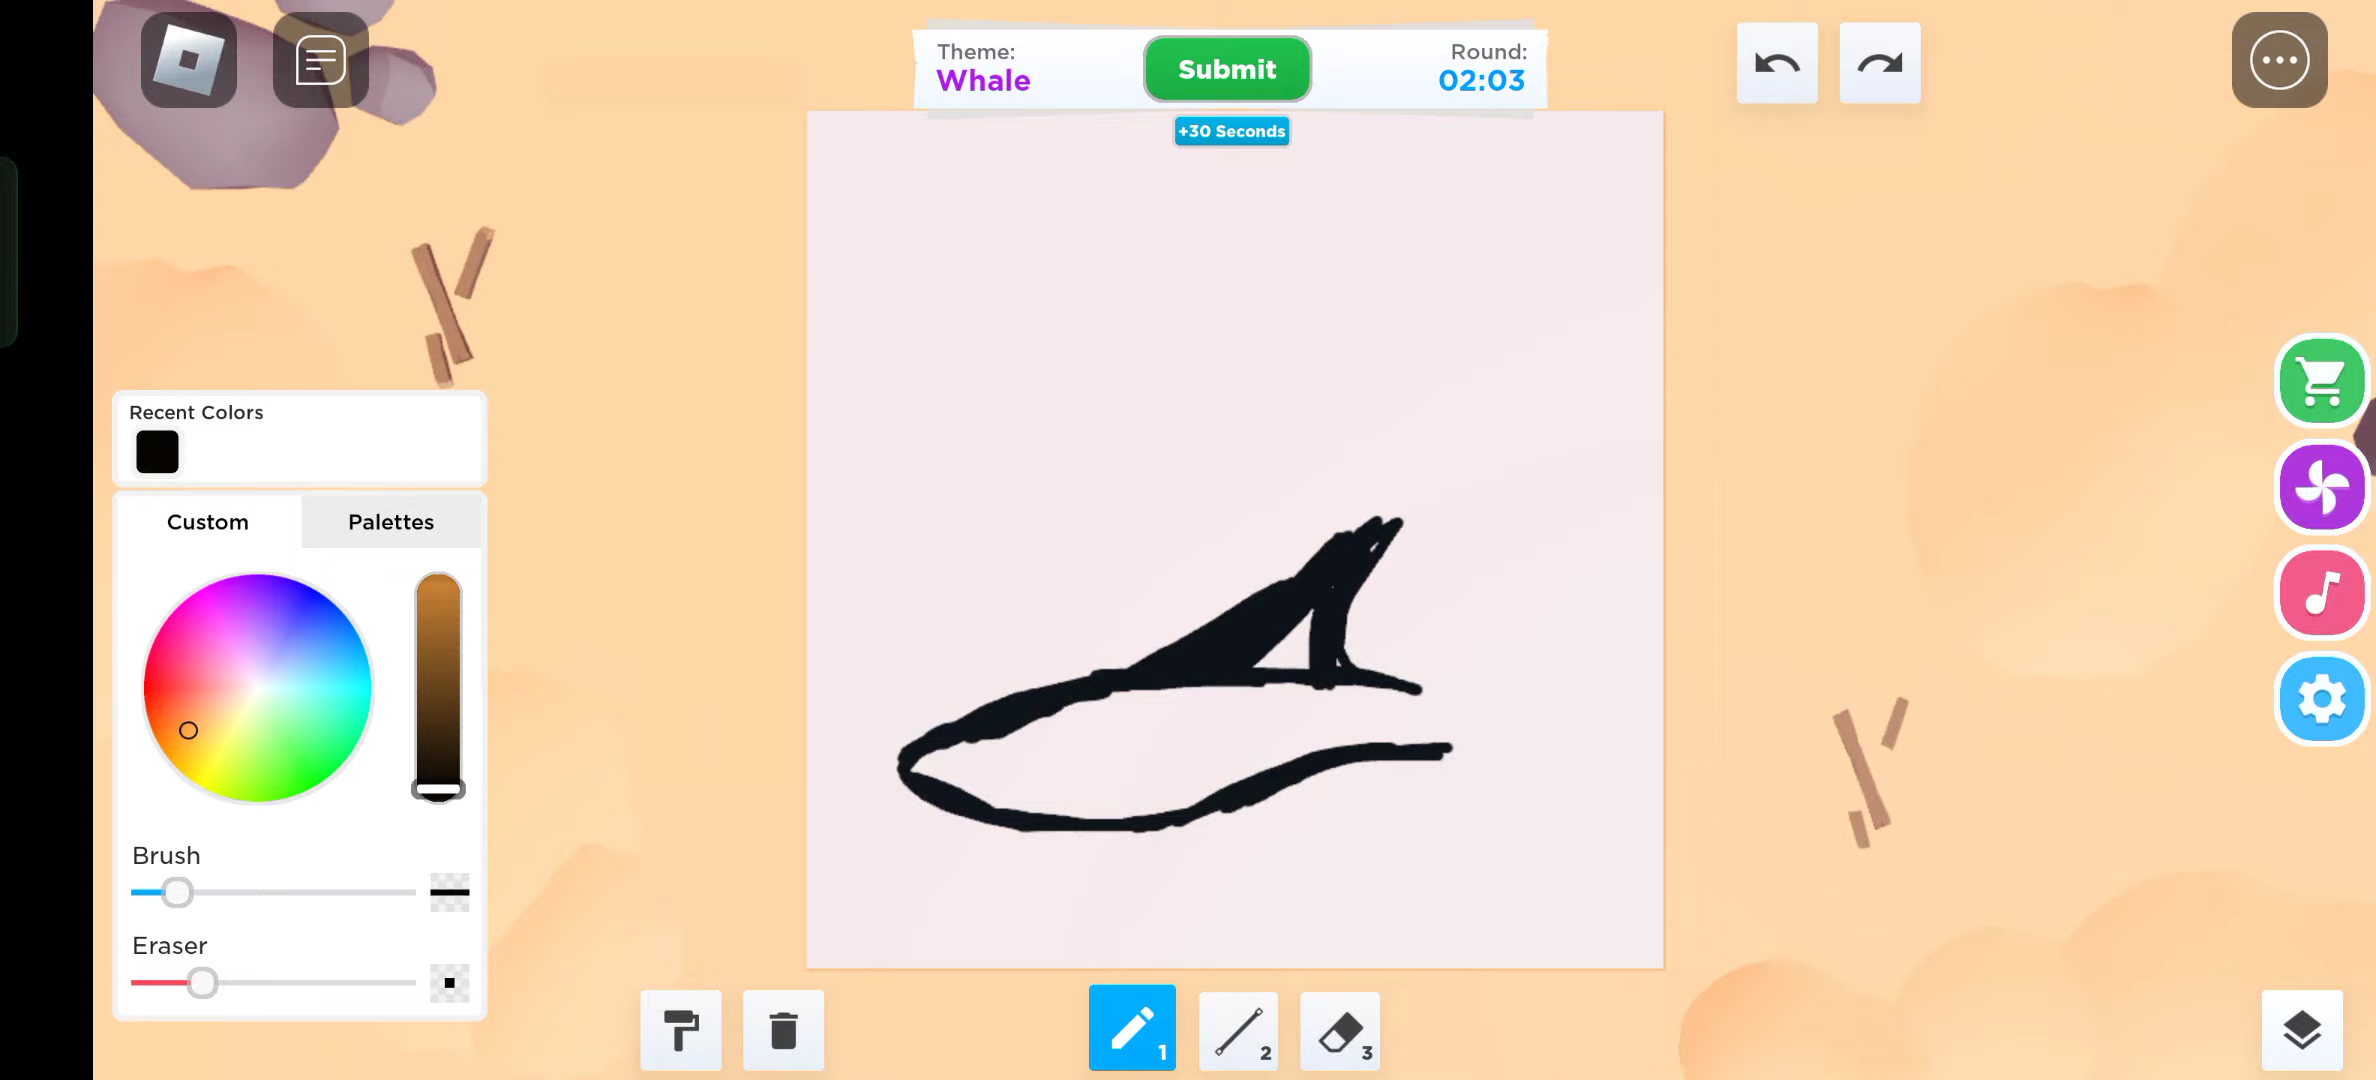 Theme:
Whale
Submit
Round:
02:03
+30 Seconds
Recent Colors
Custom
Palettes
Brush
Eraser
1
2
3